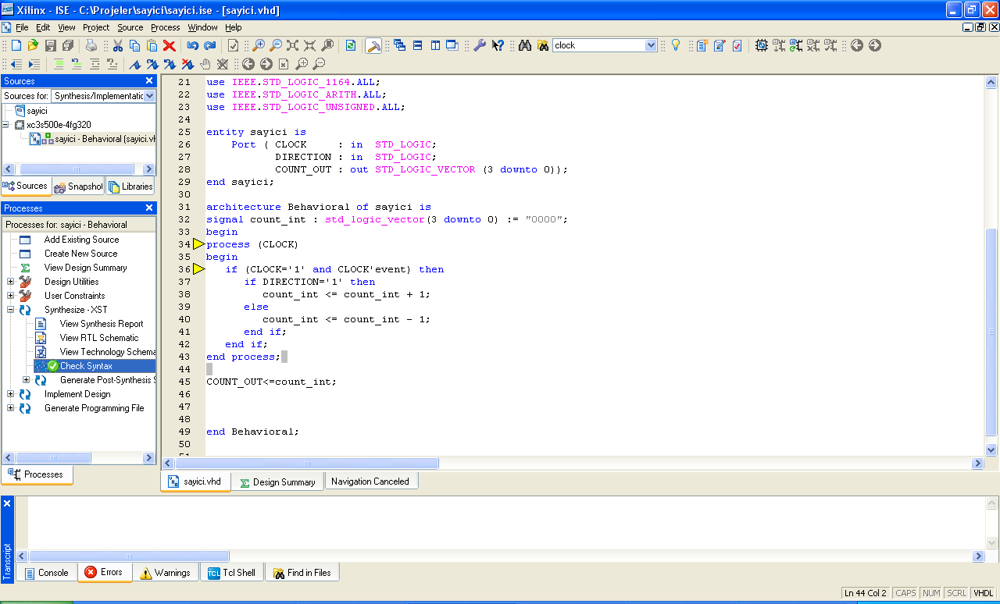 Xilinx - ISE - C:\Projeler\sayici\sayici.ise - [sayici.vhd]
File Edit View Project Source Process Window Help
clock
Sources
Sources for: Synthesis/Implementatic
sayici
xc3s500e-4fg320
sayici - Behavioral (sayici.vh
Sources Snapshot Libraries
Processes
Processes for: sayici - Behavioral
Add Existing Source
Create New Source
View Design Summary
Design Utilities
User Constraints
Synthesize - XST
View Synthesis Report
View RTL Schematic
View Technology Schema
Check Syntax
Generate Post-Synthesis S
Implement Design
Generate Programming File
Processes
21 use IEEE.STD_LOGIC_1164.ALL;
22 use IEEE.STD_LOGIC_ARITH.ALL;
23 use IEEE.STD_LOGIC_UNSIGNED.ALL;
24
25 entity sayici is
26 Port ( CLOCK : in STD_LOGIC;
27 DIRECTION : in STD_LOGIC;
28 COUNT_OUT : out STD_LOGIC_VECTOR (3 downto 0));
29 end sayici;
30
31 architecture Behavioral of sayici is
32 signal count_int : std_logic_vector(3 downto 0) := "0000";
33 begin
34 process (CLOCK)
35 begin
36 if (CLOCK='1' and CLOCK'event) then
37 if DIRECTION='1' then
38 count_int <= count_int + 1;
39 else
40 count_int <= count_int - 1;
41 end if;
42 end if;
43 end process;
44
45 COUNT_OUT<=count_int;
46
47
48
49 end Behavioral;
50
51
sayici.vhd Design Summary Navigation Canceled
Transcript
Console Errors Warnings TCL Tcl Shell Find in Files
Ln 44 Col 2 CAPS NUM SCRL VHDL